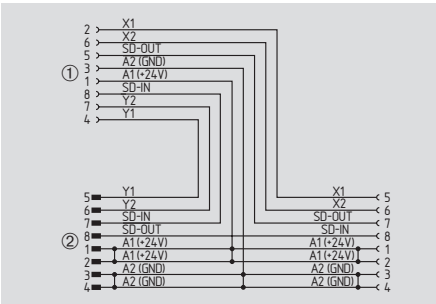 2 X1
6 X2
5 SD-OUT
① 3 A2 (GND)
1 A1 (+24V)
8 SD-IN
7 Y2
4 Y1
5 Y1 X1 5
6 Y2 X2 6
7 SD-IN SD-OUT 7
② 8 SD-OUT SD-IN 8
1 A1 (+24V) A1 (+24V) 1
2 A1 (+24V) A1 (+24V) 2
3 A2 (GND) A2 (GND) 3
4 A2 (GND) A2 (GND) 4